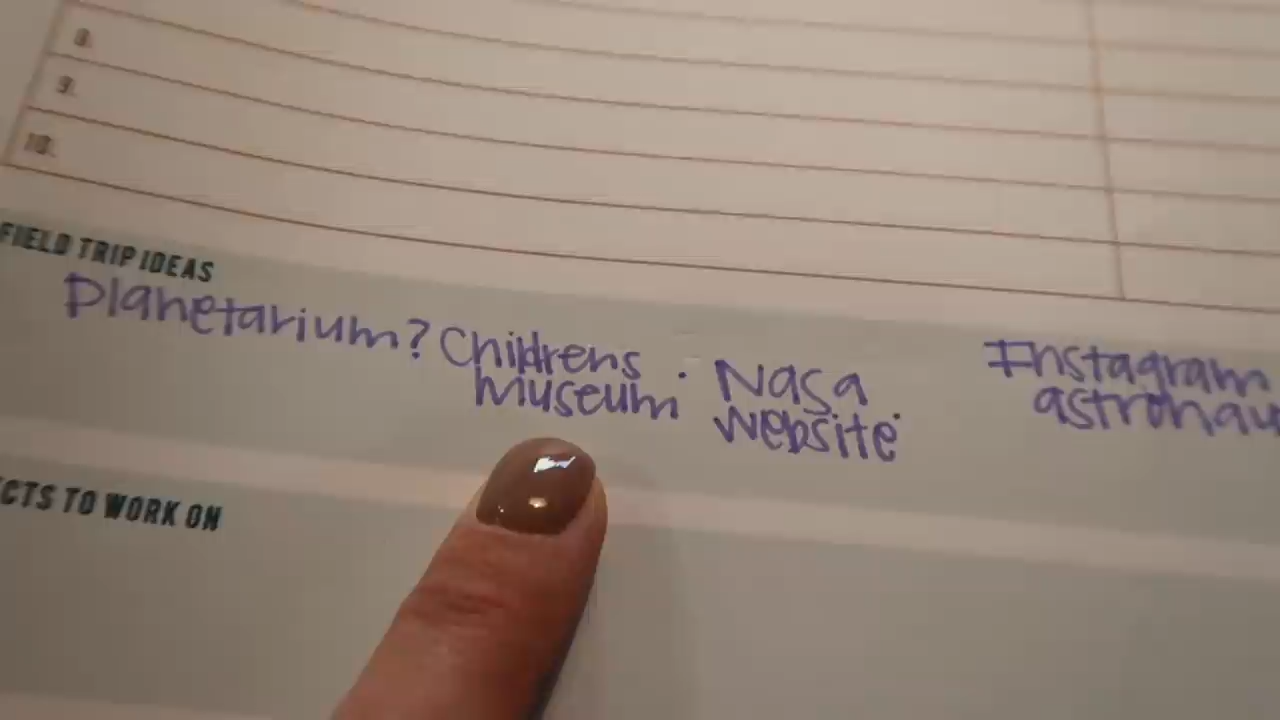 8.
9.
10.
FIELD TRIP IDEAS
Planetarium? Childrens Museum · Nasa website Instagram
CTS TO WORK ON